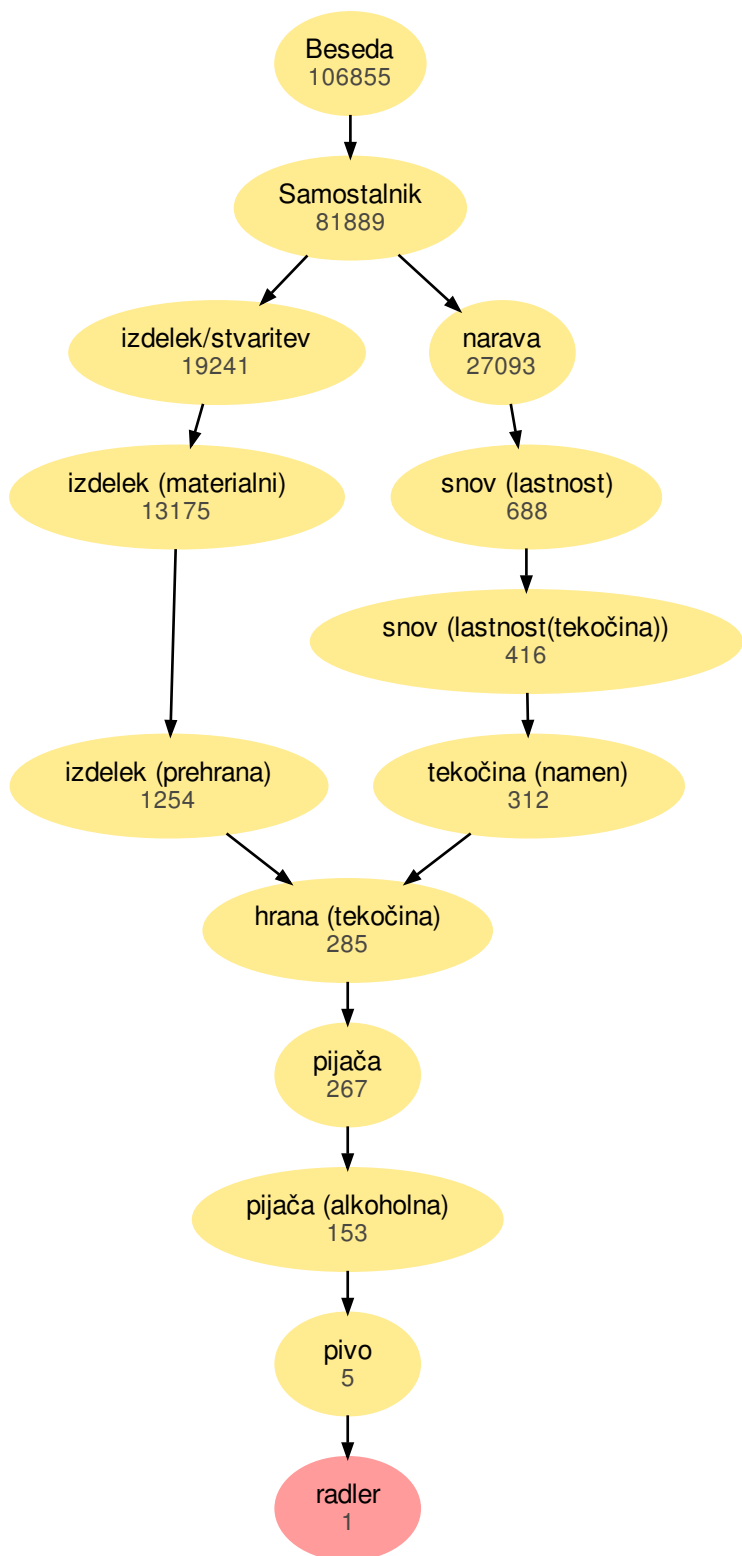 Beseda
106855
Samostalnik
81889
izdelek/stvaritev
19241
narava
27093
izdelek (materialni)
13175
snov (lastnost)
688
snov (lastnost(tekočina))
416
izdelek (prehrana)
1254
tekočina (namen)
312
hrana (tekočina)
285
pijača
267
pijača (alkoholna)
153
pivo
5
radler
1